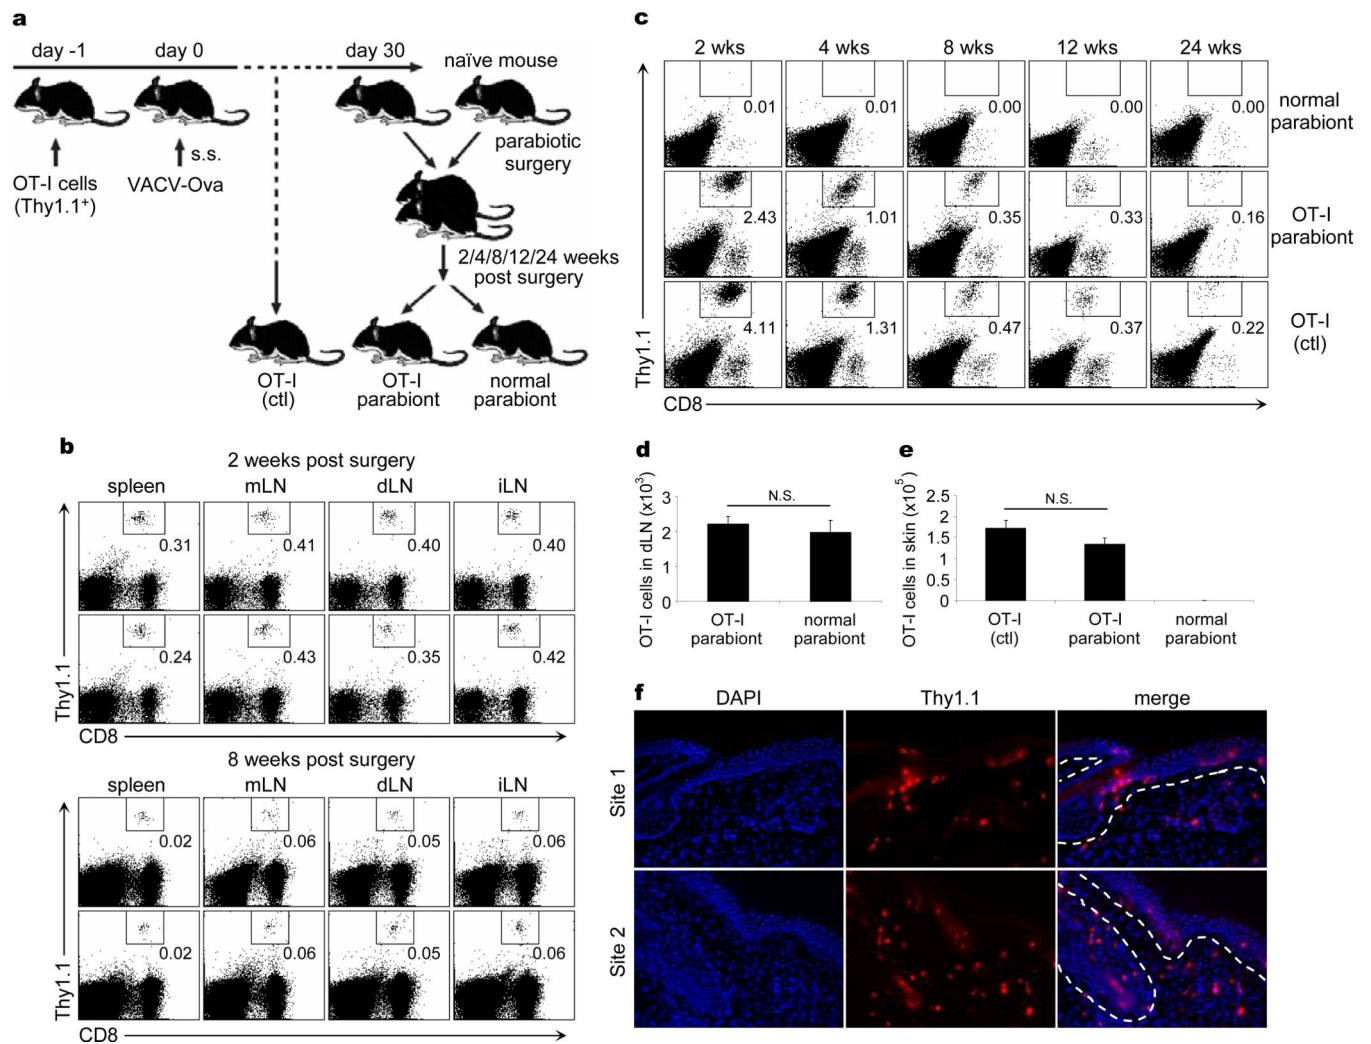 a
day -1 day 0 day 30
naïve mouse
s.s.
OT-I cells
(Thy1.1⁺)
VACV-Ova
parabiotic
surgery
2/4/8/12/24 weeks
post surgery
OT-I
(ctl)
OT-I
parabiont
normal
parabiont
b
2 weeks post surgery
spleen mLN dLN iLN
0.31 0.41 0.40 0.40
0.24 0.43 0.35 0.42
Thy1.1
CD8
8 weeks post surgery
spleen mLN dLN iLN
0.02 0.06 0.05 0.06
0.02 0.06 0.05 0.06
Thy1.1
CD8
c
2 wks 4 wks 8 wks 12 wks 24 wks
0.01 0.01 0.00 0.00 0.00
normal
parabiont
2.43 1.01 0.35 0.33 0.16
OT-I
parabiont
4.11 1.31 0.47 0.37 0.22
OT-I
(ctl)
Thy1.1
CD8
d
OT-I cells in dLN (x10³)
3
2
1
0
N.S.
OT-I
parabiont
normal
parabiont
e
OT-I cells in skin (x10⁵)
2.5
2
1.5
1
0.5
0
N.S.
OT-I
(ctl)
OT-I
parabiont
normal
parabiont
f
DAPI Thy1.1 merge
Site 1
Site 2